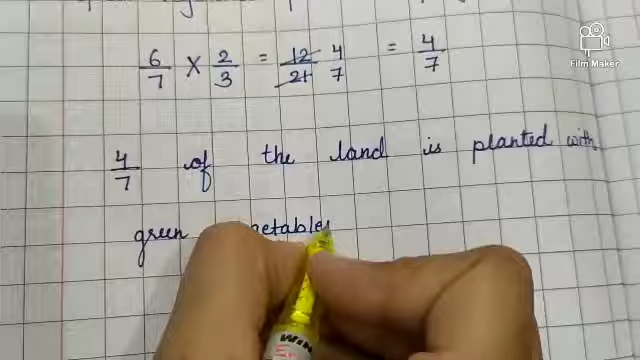 Film Maker
6/7 × 2/3 = 12/21 4/7 = 4/7
4/7 of the land is planted with
green